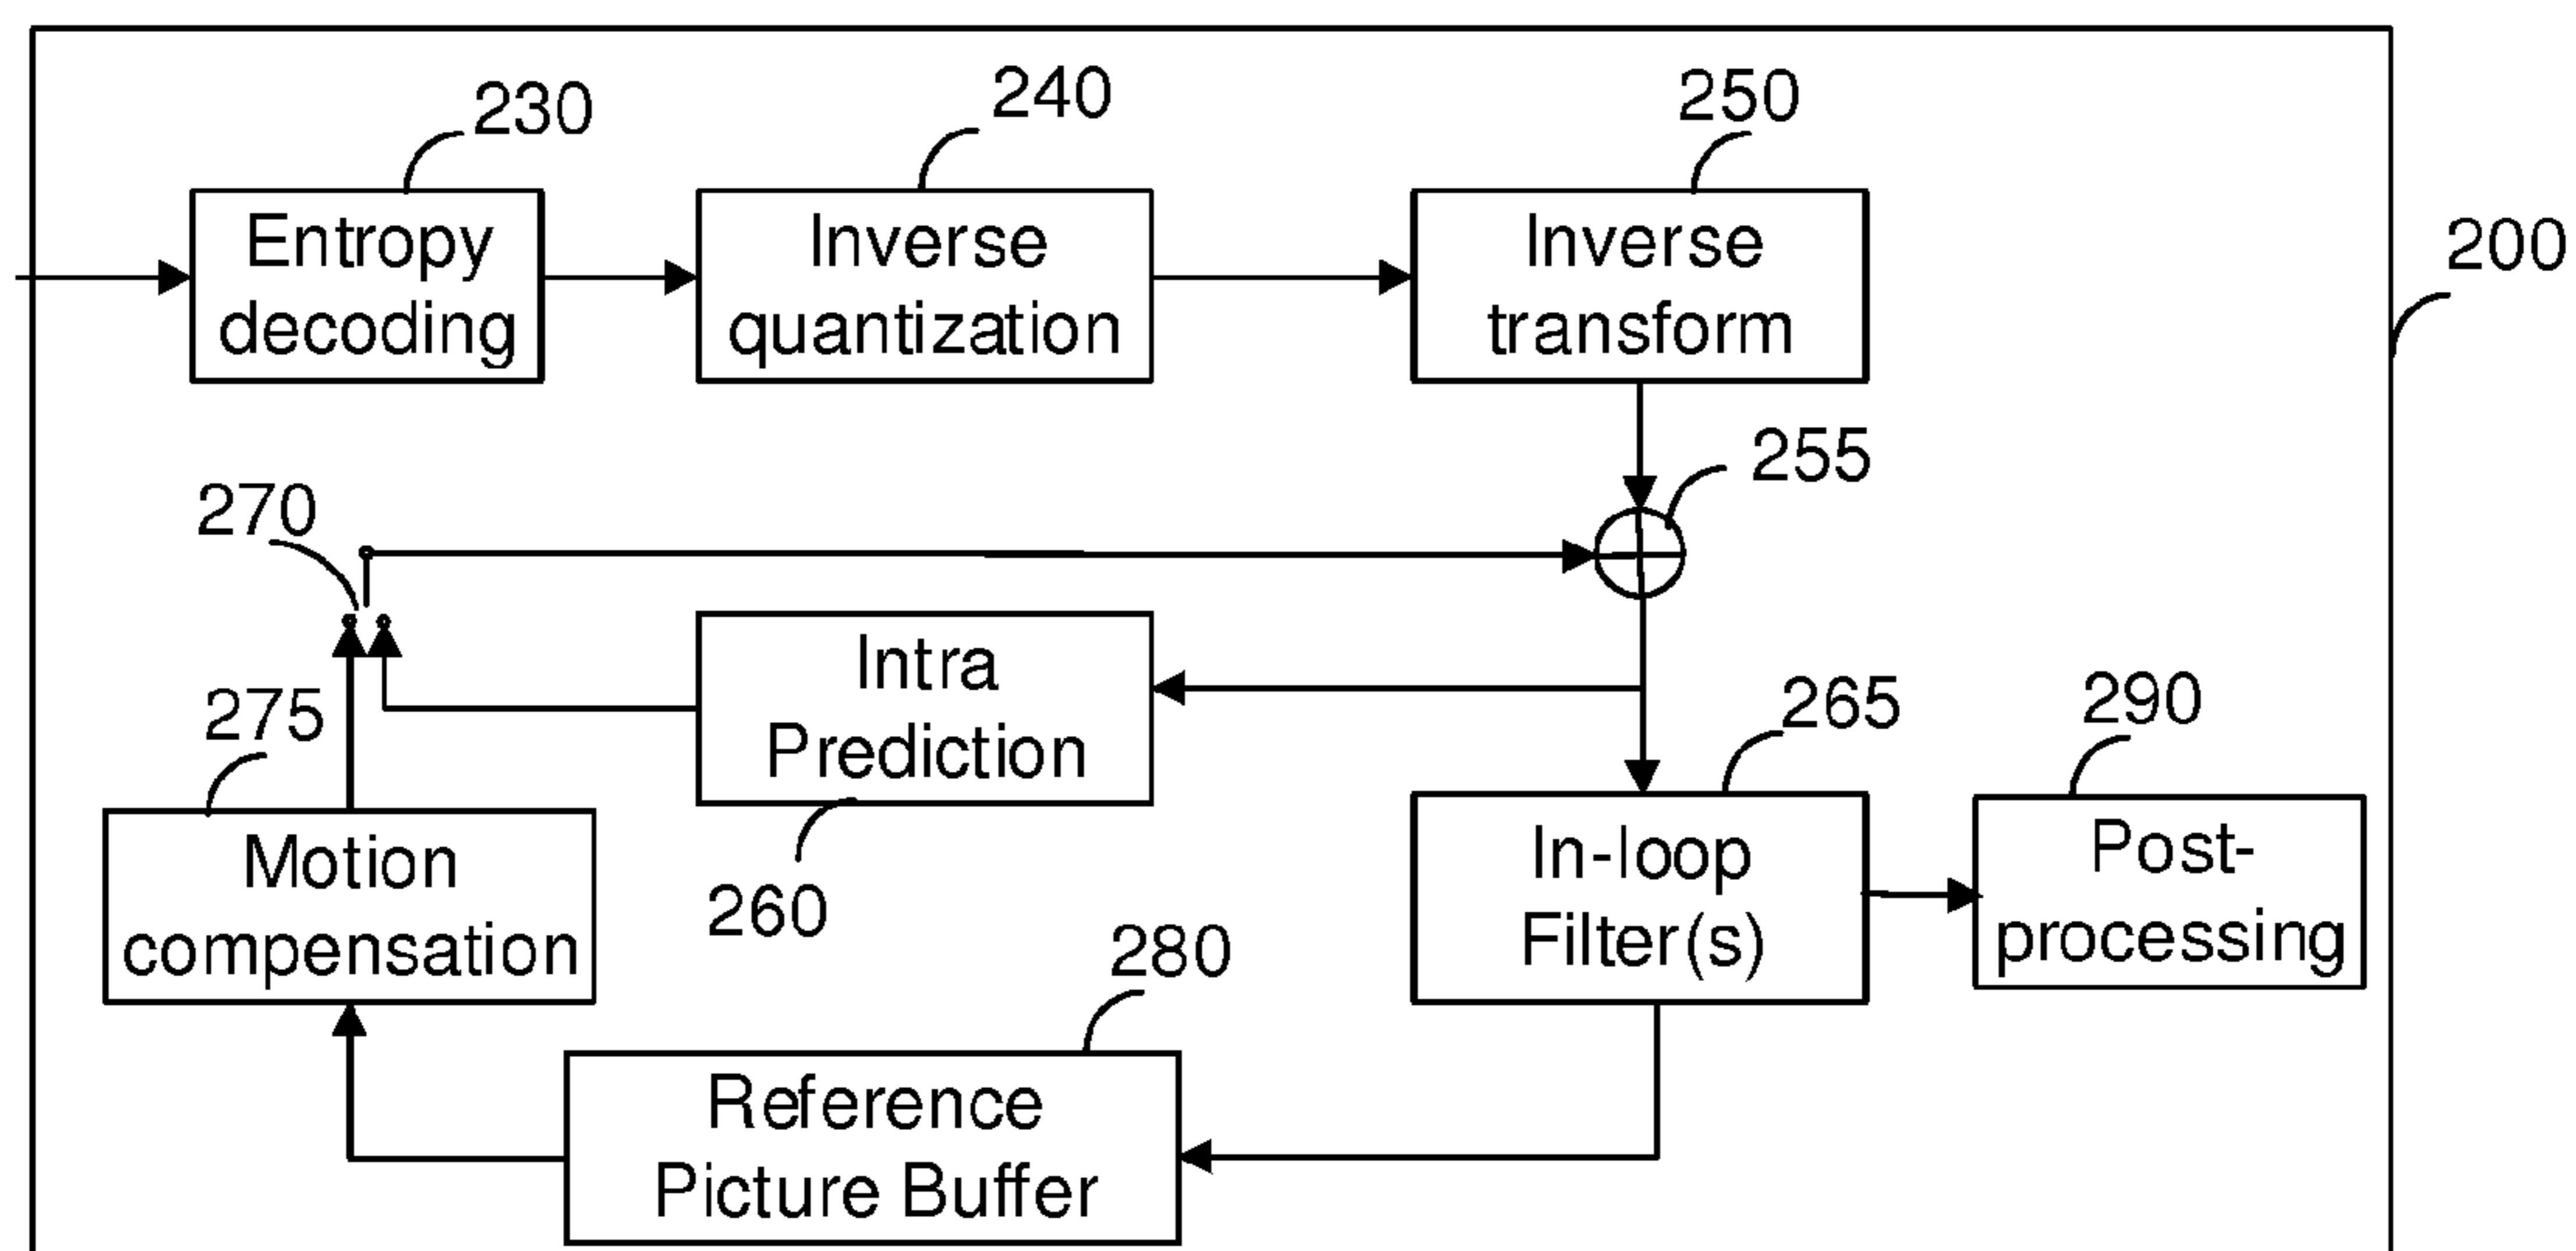 230
240
250
Entropy
decoding
Inverse
quantization
Inverse
transform
200
255
270
Intra
Prediction
275
265
290
Motion
compensation
260
In-loop
Filter(s)
Post-
processing
280
Reference
Picture Buffer